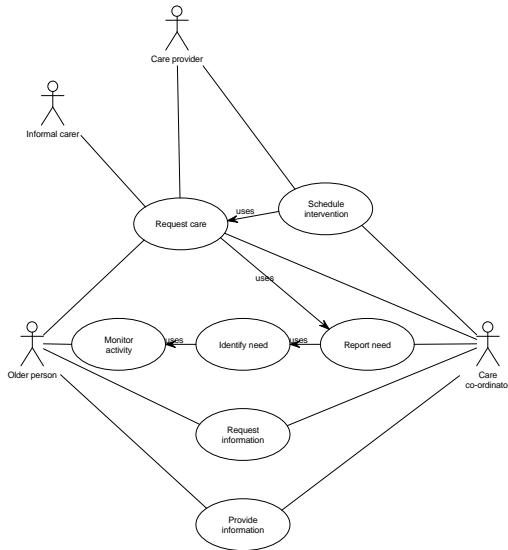 Care provider
Informal carer
Schedule
intervention
uses
Request care
uses
Monitor
activity
uses
Identify need
uses
Report need
Older person
Care
co-ordinato
Request
information
Provide
information